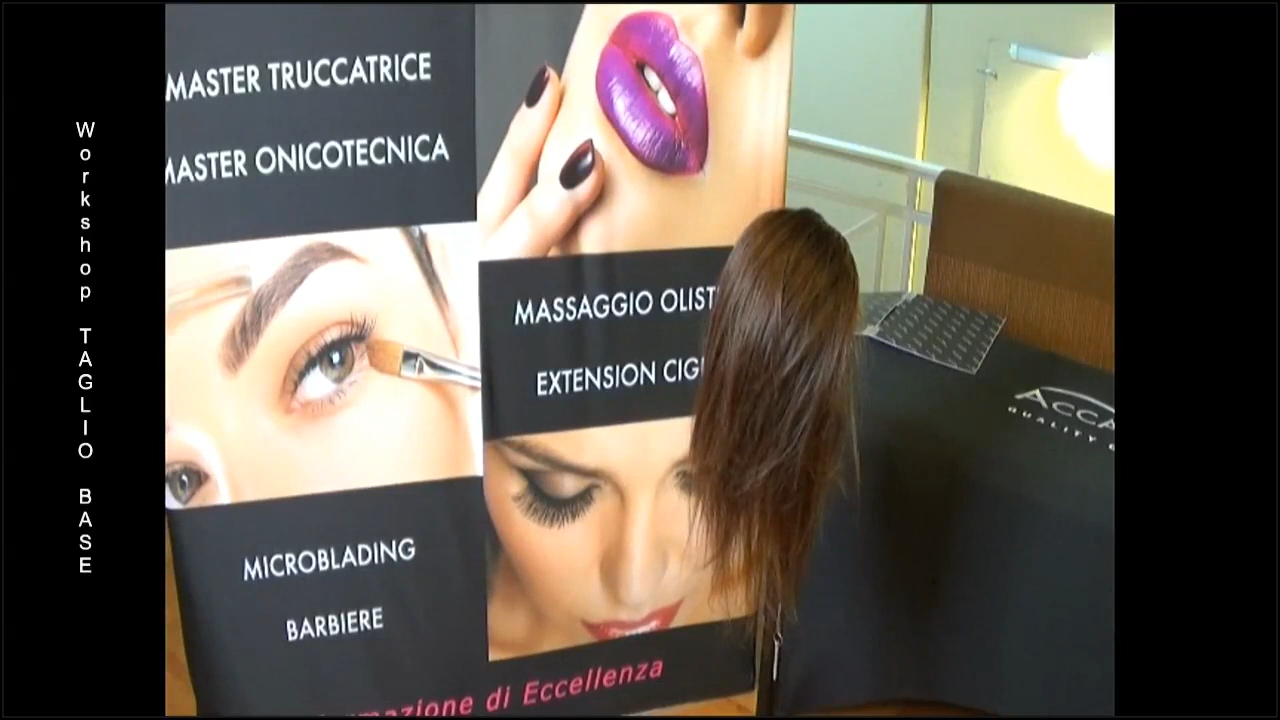 Workshop TAGLIO BASE
MASTER TRUCCATRICE
MASTER ONICOTECNICA
MASSAGGIO OLIST
EXTENSION CIG
MICROBLADING
BARBIERE
mazione di Eccellenza
ACCA
QUALITY